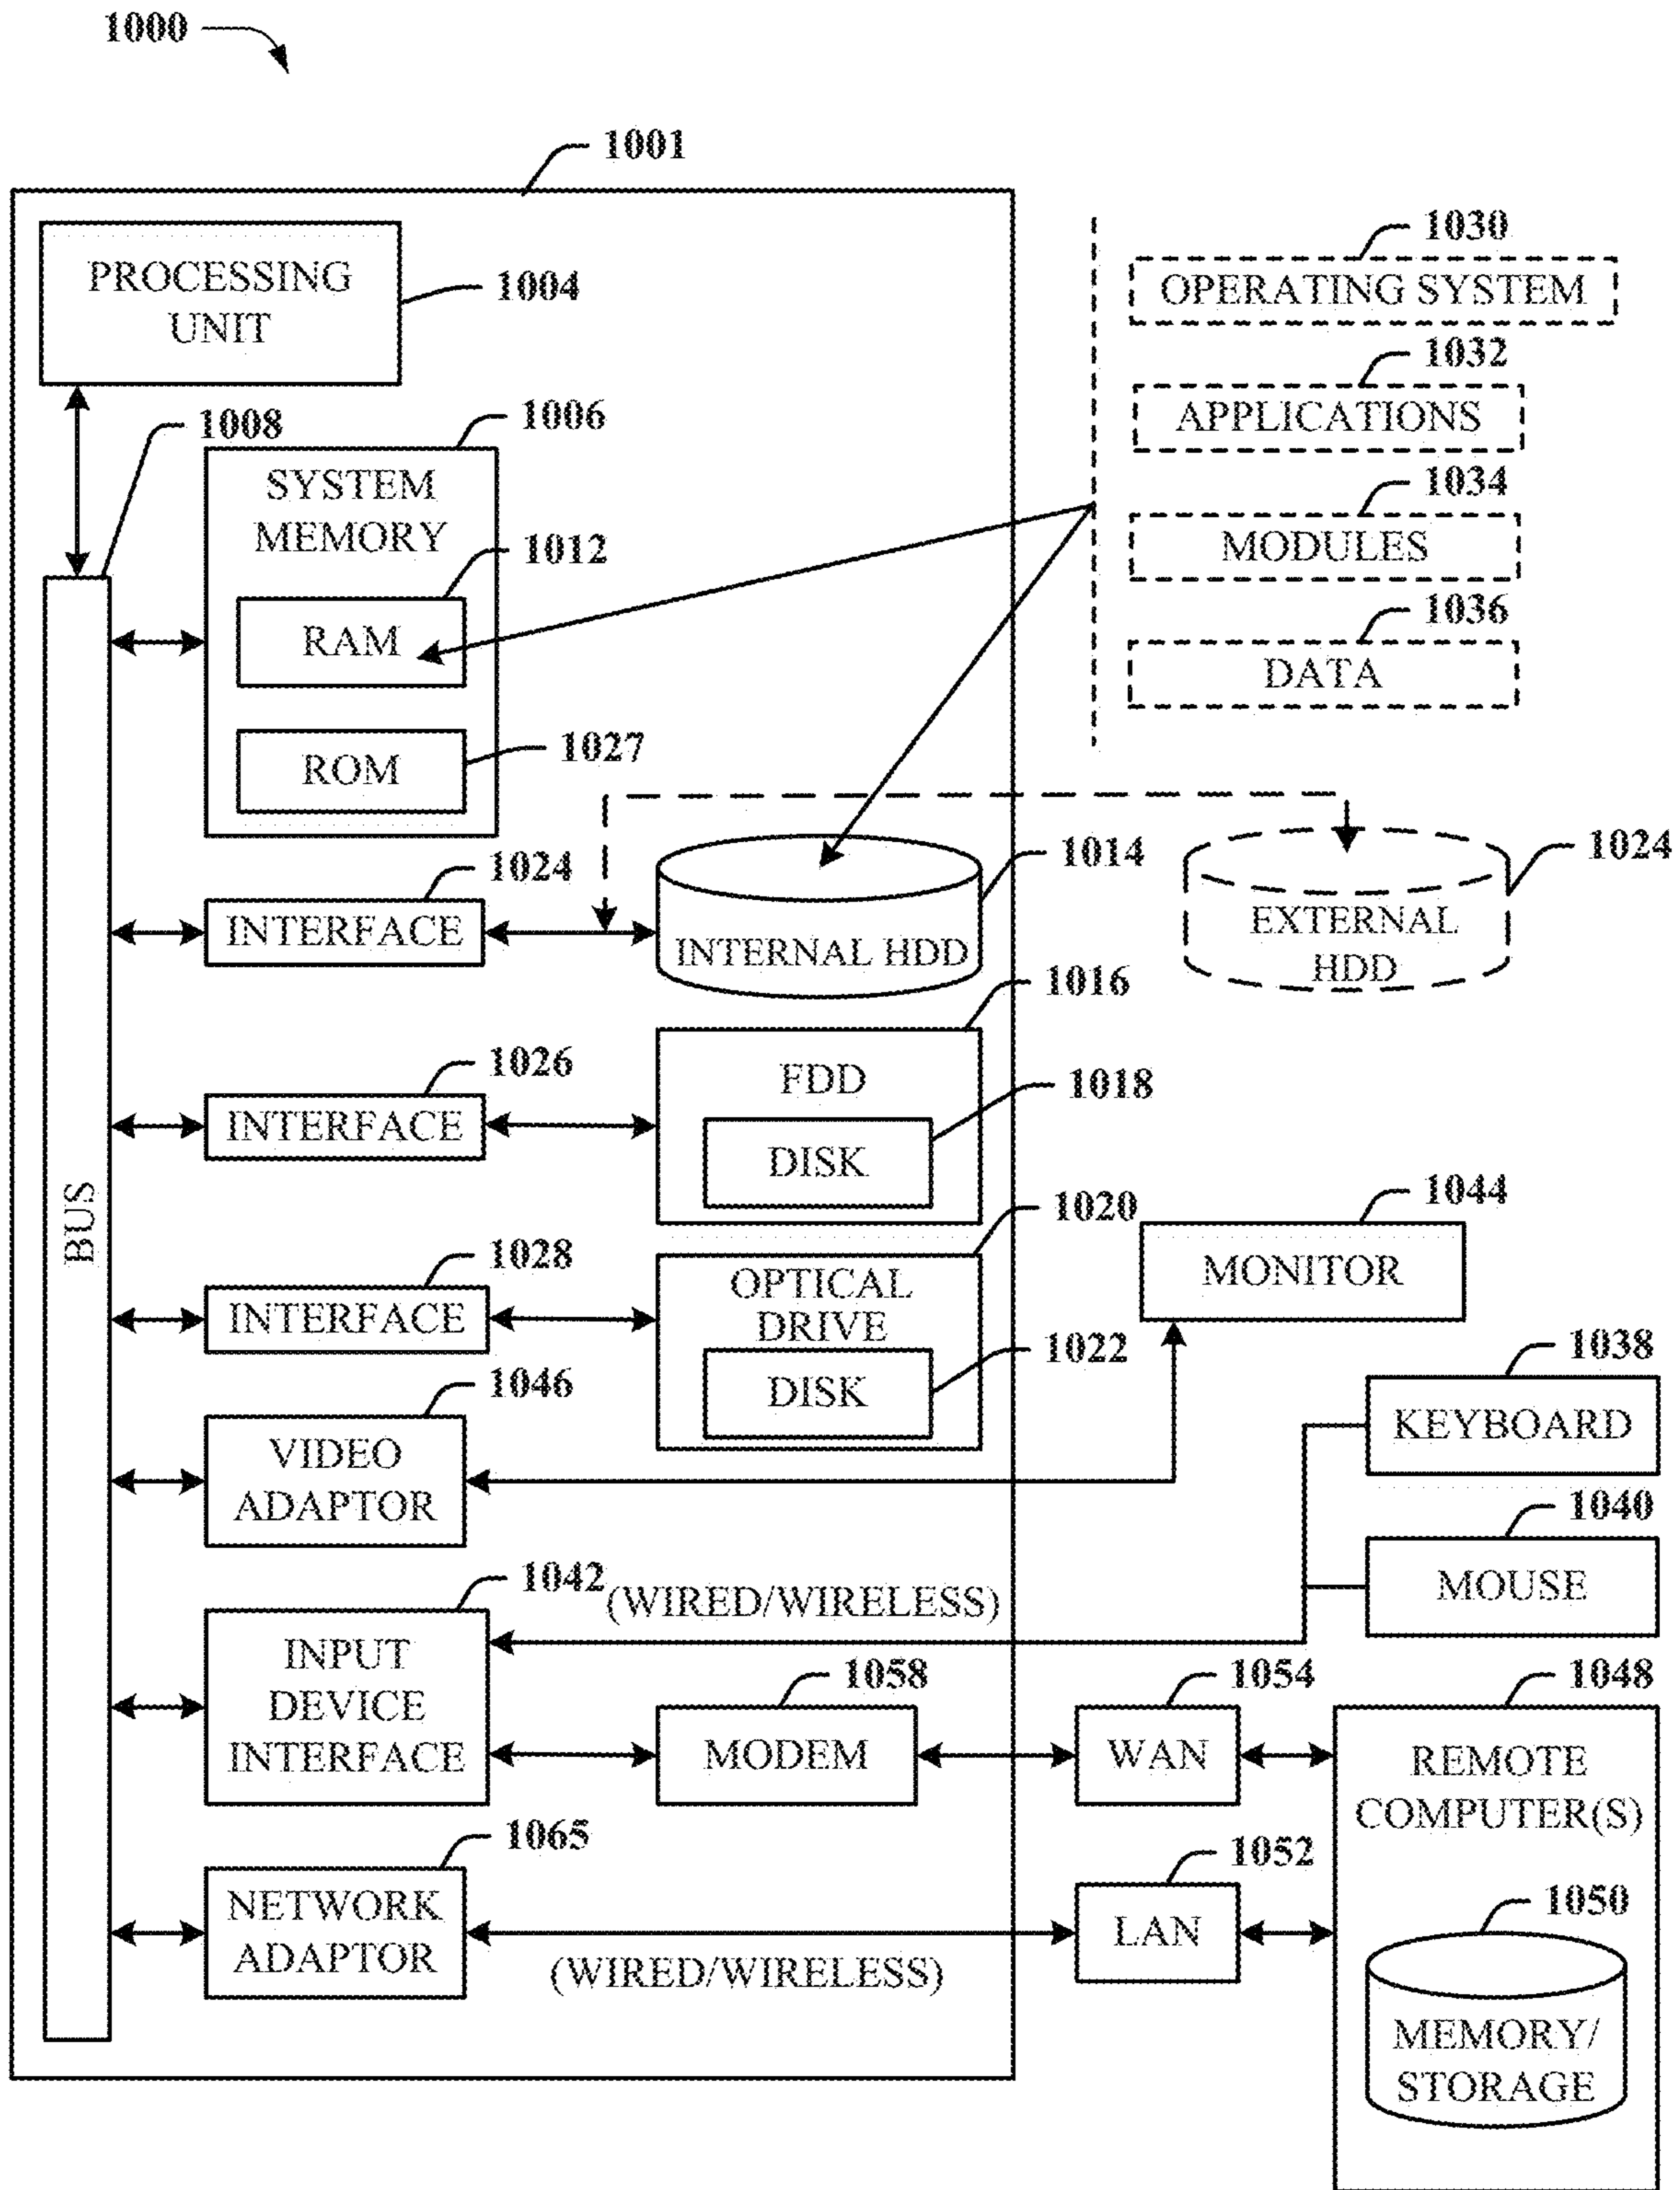 1000
1001
PROCESSING
UNIT
1004
1030
OPERATING SYSTEM
1032
APPLICATIONS
1034
MODULES
1036
DATA
1008
1006
SYSTEM
MEMORY
1012
RAM
1027
ROM
BUS
1024
INTERFACE
1014
INTERNAL HDD
1024
EXTERNAL
HDD
1026
INTERFACE
1016
FDD
1018
DISK
1028
INTERFACE
1020
OPTICAL
DRIVE
1022
DISK
1044
MONITOR
1046
VIDEO
ADAPTOR
1038
KEYBOARD
1040
MOUSE
1042
(WIRED/WIRELESS)
INPUT
DEVICE
INTERFACE
1058
MODEM
1054
WAN
1048
REMOTE
COMPUTER(S)
1065
NETWORK
ADAPTOR
(WIRED/WIRELESS)
1052
LAN
1050
MEMORY/
STORAGE